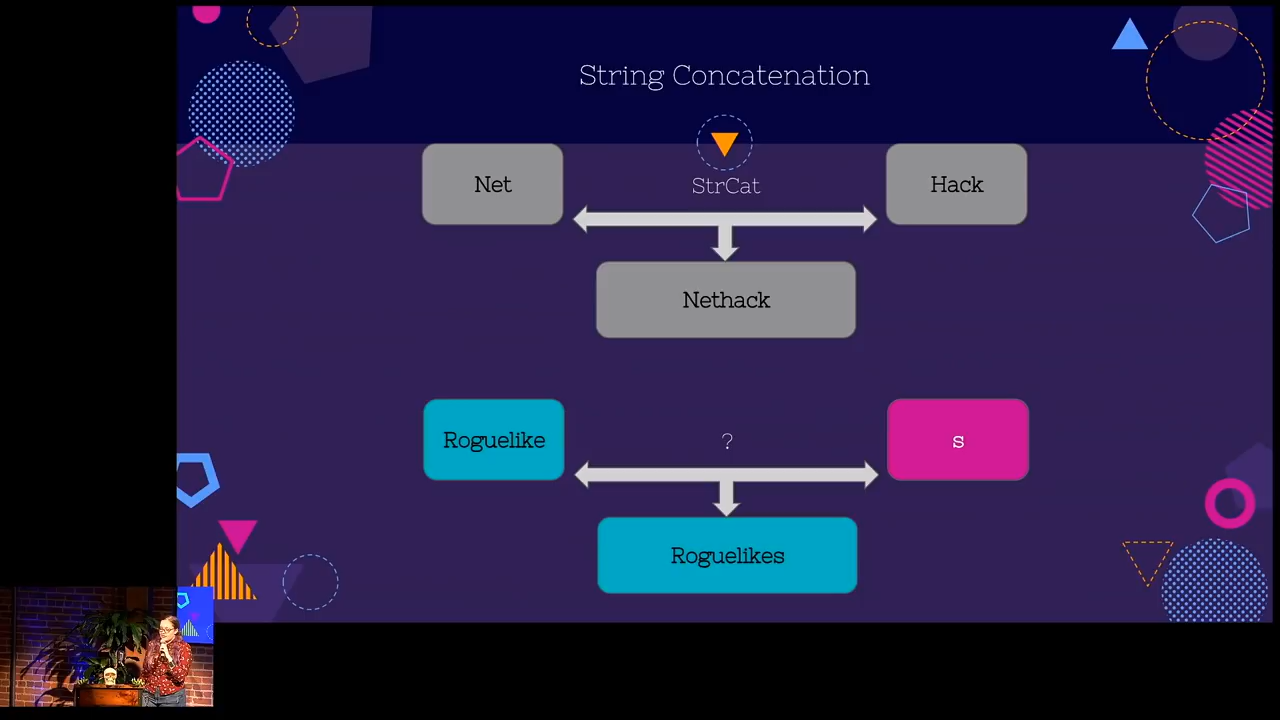 String Concatenation
Net
StrCat
Hack
Nethack
Roguelike
?
s
Roguelikes